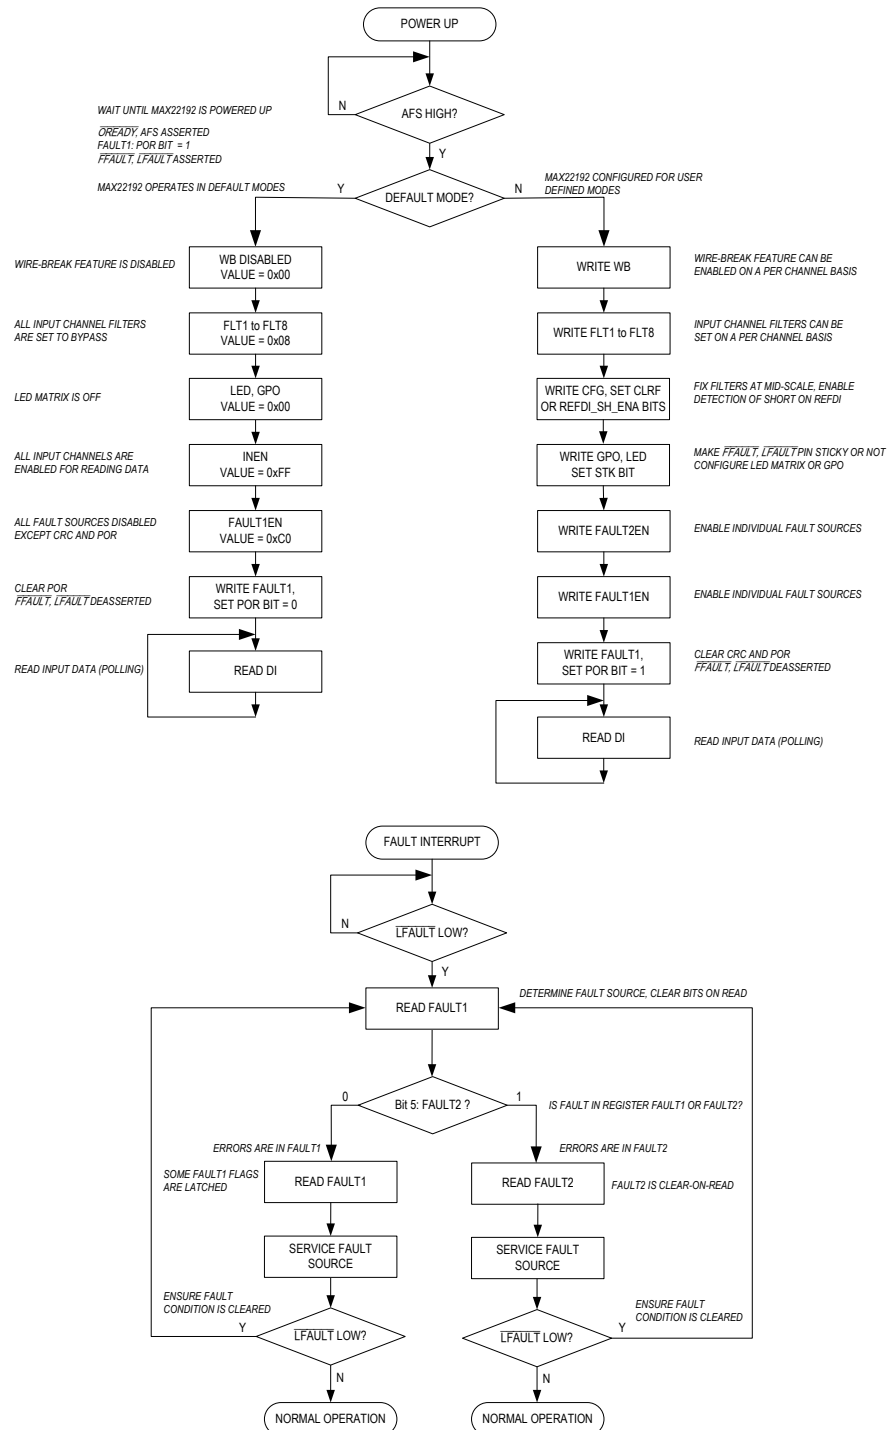 POWER UP
AFS HIGH?
N
Y
WAIT UNTIL MAX22192 IS POWERED UP
OREADY, AFS ASSERTED
FAULT1: POR BIT = 1
FFAULT, LFAULT ASSERTED
MAX22192 OPERATES IN DEFAULT MODES
Y
DEFAULT MODE?
N
MAX22192 CONFIGURED FOR USER
DEFINED MODES
WIRE-BREAK FEATURE IS DISABLED
WB DISABLED
VALUE = 0x00
ALL INPUT CHANNEL FILTERS
ARE SET TO BYPASS
FLT1 to FLT8
VALUE = 0x08
LED MATRIX IS OFF
LED, GPO
VALUE = 0x00
ALL INPUT CHANNELS ARE
ENABLED FOR READING DATA
INEN
VALUE = 0xFF
ALL FAULT SOURCES DISABLED
EXCEPT CRC AND POR
FAULT1EN
VALUE = 0xC0
CLEAR POR
FFAULT, LFAULT DEASSERTED
WRITE FAULT1,
SET POR BIT = 0
READ INPUT DATA (POLLING)
READ DI
WRITE WB
WIRE-BREAK FEATURE CAN BE
ENABLED ON A PER CHANNEL BASIS
WRITE FLT1 to FLT8
INPUT CHANNEL FILTERS CAN BE
SET ON A PER CHANNEL BASIS
WRITE CFG, SET CLRF
OR REFDI_SH_ENA BITS
FIX FILTERS AT MID-SCALE, ENABLE
DETECTION OF SHORT ON REFDI
WRITE GPO, LED
SET STK BIT
MAKE FFAULT, LFAULT PIN STICKY OR NOT
CONFIGURE LED MATRIX OR GPO
WRITE FAULT2EN
ENABLE INDIVIDUAL FAULT SOURCES
WRITE FAULT1EN
ENABLE INDIVIDUAL FAULT SOURCES
WRITE FAULT1,
SET POR BIT = 1
CLEAR CRC AND POR
FFAULT, LFAULT DEASSERTED
READ DI
READ INPUT DATA (POLLING)
FAULT INTERRUPT
N
LFAULT LOW?
Y
READ FAULT1
DETERMINE FAULT SOURCE, CLEAR BITS ON READ
0
Bit 5: FAULT2 ?
1
IS FAULT IN REGISTER FAULT1 OR FAULT2?
ERRORS ARE IN FAULT1
SOME FAULT1 FLAGS
ARE LATCHED
READ FAULT1
SERVICE FAULT
SOURCE
ENSURE FAULT
CONDITION IS CLEARED
Y
LFAULT LOW?
N
NORMAL OPERATION
ERRORS ARE IN FAULT2
READ FAULT2
FAULT2 IS CLEAR-ON-READ
SERVICE FAULT
SOURCE
ENSURE FAULT
CONDITION IS CLEARED
LFAULT LOW?
Y
N
NORMAL OPERATION